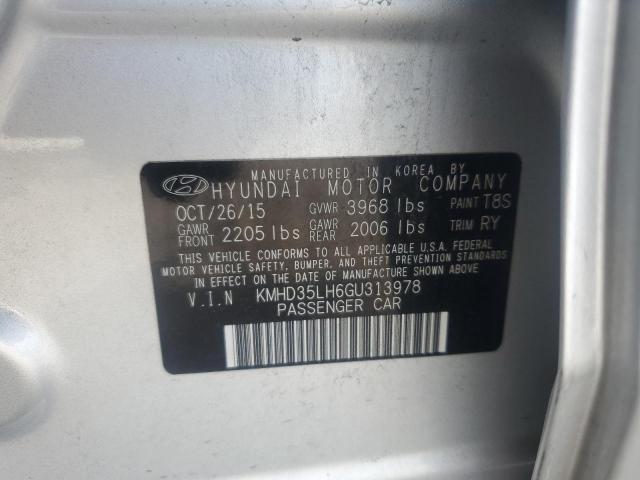 MANUFACTURED IN KOREA BY
HYUNDAI MOTOR COMPANY
OCT/26/15 GVWR 3968 lbs PAINT T8S
GAWR FRONT 2205 lbs GAWR REAR 2006 lbs TRIM RY
THIS VEHICLE CONFORMS TO ALL APPLICABLE U.S.A. FEDERAL
MOTOR VEHICLE SAFETY, BUMPER, AND THEFT PREVENTION STANDARDS
IN EFFECT ON THE DATE OF MANUFACTURE SHOWN ABOVE.
V.I.N KMHD35LH6GU313978
PASSENGER CAR